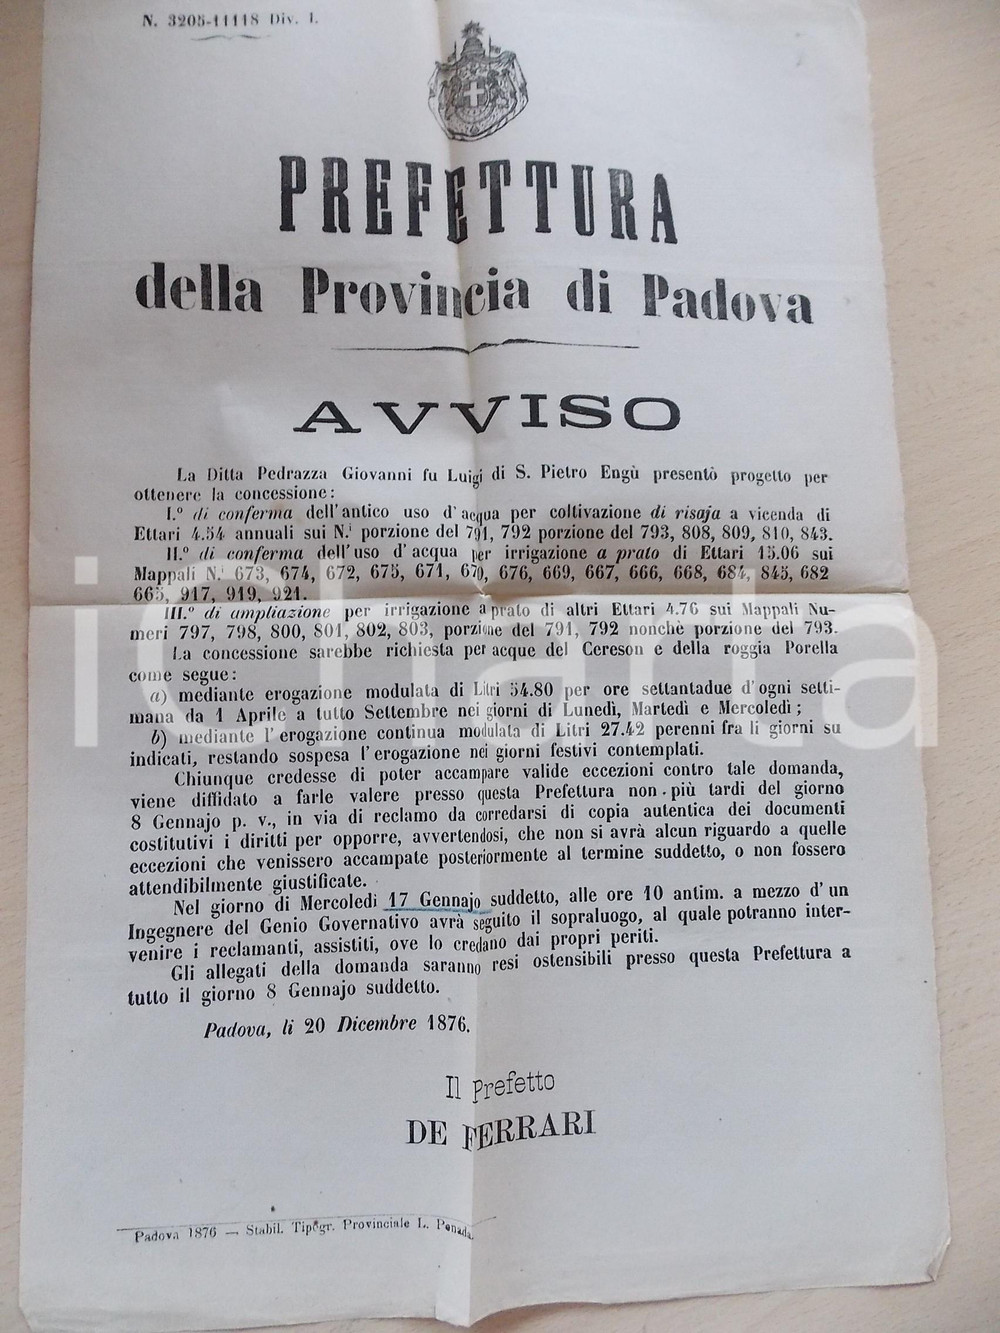 N. 3205-11118 Div. I.
PREFETTURA
della Provincia di Padova
AVVISO
La Ditta Pedrazza Giovanni fu Luigi di S. Pietro Engù presentò progetto per
ottenere la concessione:
I.° di conferma dell'antico uso d'acqua per coltivazione di risaja a vicenda di
Ettari 4.54 annuali sui N.i porzione del 791, 792 porzione del 793, 808, 809, 810, 843.
II.° di conferma dell'uso d'acqua per irrigazione a prato di Ettari 15.06 sui
Mappali N.i 673, 674, 672, 675, 671, 670, 676, 669, 667, 666, 668, 684, 845, 682
665, 917, 919, 921.
III.° di ampliazione per irrigazione a prato di altri Ettari 4.76 sui Mappali Nu-
meri 797, 798, 800, 801, 802, 803, porzione del 791, 792 nonchè porzione del 793.
La concessione sarebbe richiesta per acque del Cereson e della roggia Porella
come segue:
a) mediante erogazione modulata di Litri 54.80 per ore settantadue d'ogni setti-
mana da 1 Aprile a tutto Settembre nei giorni di Lunedì, Martedì e Mercoledì;
b) mediante l'erogazione continua modulata di Litri 27.42 perenni fra li giorni su
indicati, restando sospesa l'erogazione nei giorni festivi contemplati.
Chiunque credesse di poter accampare valide eccezioni contro tale domanda,
viene diffidato a farle valere presso questa Prefettura non più tardi del giorno
8 Gennajo p. v., in via di reclamo da corredarsi di copia autentica dei documenti
costitutivi i diritti per opporre, avvertendosi, che non si avrà alcun riguardo a quelle
eccezioni che venissero accampate posteriormente al termine suddetto, o non fossero
attendibilmente giustificate.
Nel giorno di Mercoledì 17 Gennajo suddetto, alle ore 10 antim. a mezzo d'un
Ingegnere del Genio Governativo avrà seguito il sopraluogo, al quale potranno inter-
venire i reclamanti, assistiti, ove lo credano dai propri periti.
Gli allegati della domanda saranno resi ostensibili presso questa Prefettura a
tutto il giorno 8 Gennajo suddetto.
Padova, li 20 Dicembre 1876.
Il Prefetto
DE FERRARI
Padova 1876 — Stabil. Tipogr. Provinciale L. Penada.
iCharta